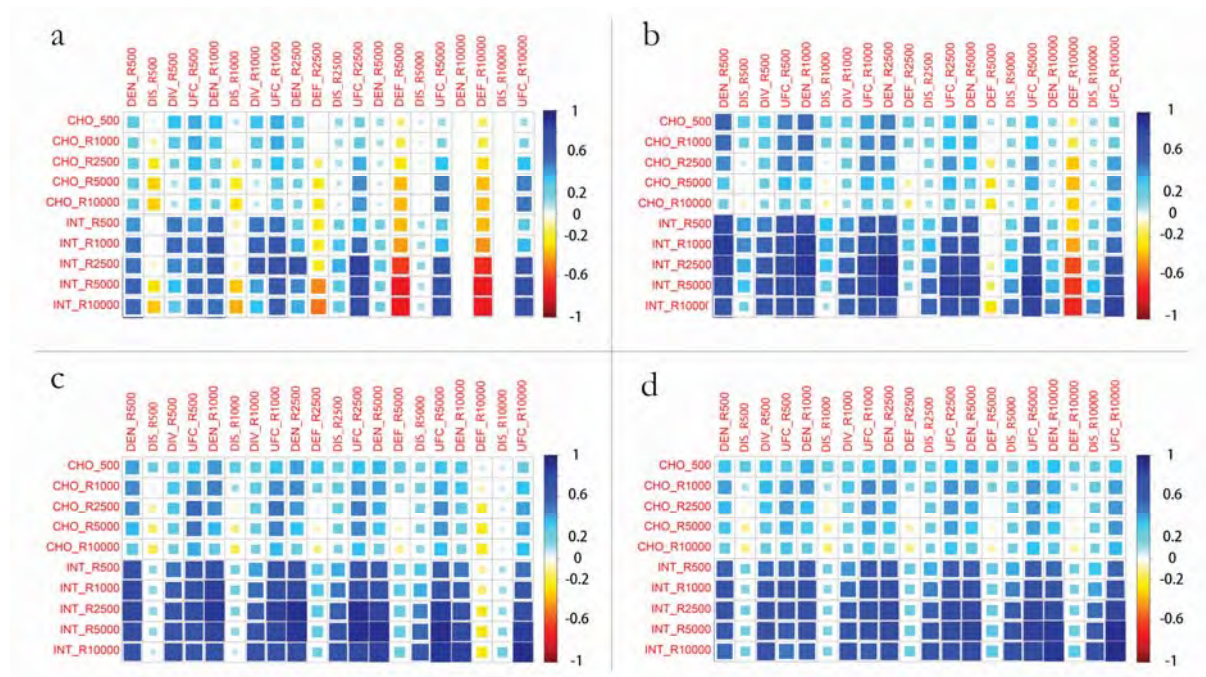 a
DEN_R500
DIS_R500
DIV_R500
UFC_R500
DEN_R1000
DIS_R1000
DIV_R1000
UFC_R1000
DEN_R2500
DEF_R2500
DIS_R2500
UFC_R2500
DEN_R5000
DEF_R5000
DIS_R5000
UFC_R5000
DEN_R10000
DEF_R10000
DIS_R10000
UFC_R10000
CHO_500
CHO_R1000
CHO_R2500
CHO_R5000
CHO_R10000
INT_R500
INT_R1000
INT_R2500
INT_R5000
INT_R10000
1
0.6
0.2
0
-0.2
-0.6
-1
b
DEN_R500
DIS_R500
DIV_R500
UFC_R500
DEN_R1000
DIS_R1000
DIV_R1000
UFC_R1000
DEN_R2500
DEF_R2500
DIS_R2500
UFC_R2500
DEN_R5000
DEF_R5000
DIS_R5000
UFC_R5000
DEN_R10000
DEF_R10000
DIS_R10000
UFC_R10000
CHO_500
CHO_R1000
CHO_R2500
CHO_R5000
CHO_R10000
INT_R500
INT_R1000
INT_R2500
INT_R5000
INT_R10000
1
0.6
0.2
0
-0.2
-0.6
-1
c
DEN_R500
DIS_R500
DIV_R500
UFC_R500
DEN_R1000
DIS_R1000
DIV_R1000
UFC_R1000
DEN_R2500
DEF_R2500
DIS_R2500
UFC_R2500
DEN_R5000
DEF_R5000
DIS_R5000
UFC_R5000
DEN_R10000
DEF_R10000
DIS_R10000
UFC_R10000
CHO_500
CHO_R1000
CHO_R2500
CHO_R5000
CHO_R10000
INT_R500
INT_R1000
INT_R2500
INT_R5000
INT_R10000
1
0.6
0.2
0
-0.2
-0.6
-1
d
DEN_R500
DIS_R500
DIV_R500
UFC_R500
DEN_R1000
DIS_R1000
DIV_R1000
UFC_R1000
DEN_R2500
DEF_R2500
DIS_R2500
UFC_R2500
DEN_R5000
DEF_R5000
DIS_R5000
UFC_R5000
DEN_R10000
DEF_R10000
DIS_R10000
UFC_R10000
CHO_500
CHO_R1000
CHO_R2500
CHO_R5000
CHO_R10000
INT_R500
INT_R1000
INT_R2500
INT_R5000
INT_R10000
1
0.6
0.2
0
-0.2
-0.6
-1